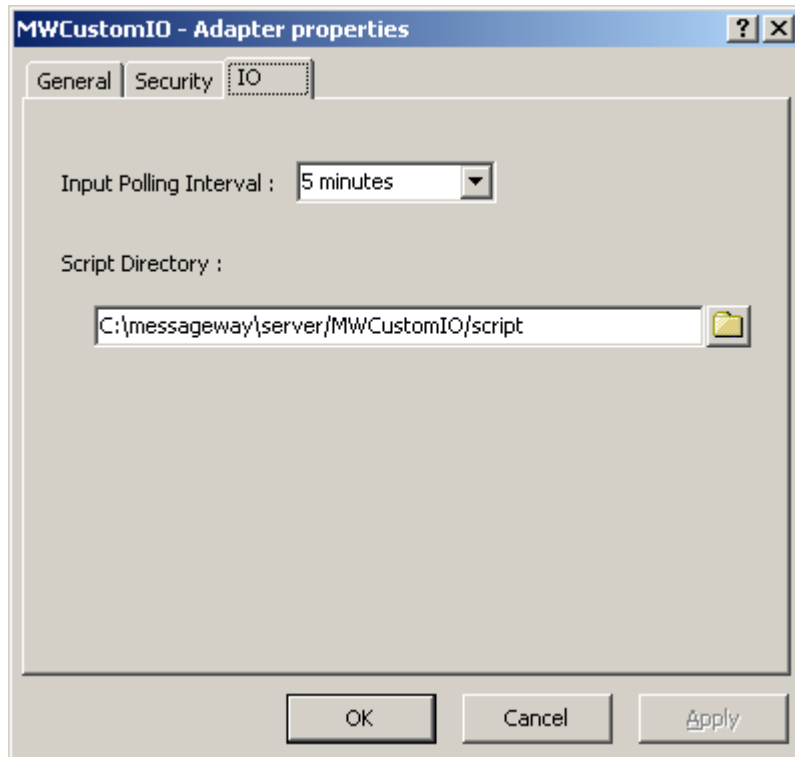 MWCustomIO - Adapter properties
General Security IO
Input Polling Interval : 5 minutes
Script Directory :
C:\messageway\server/MWCustomIO/script
OK Cancel Apply